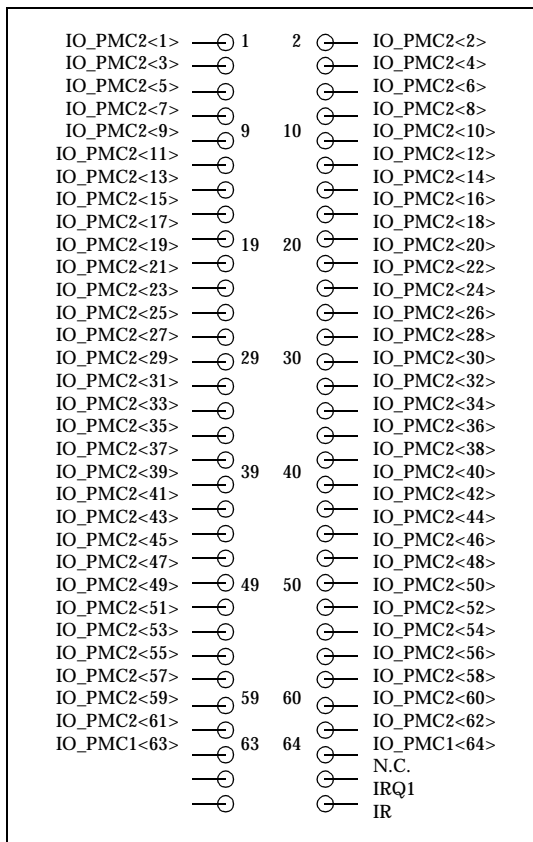 IO_PMC2<1> 1 2 IO_PMC2<2>
IO_PMC2<3> IO_PMC2<4>
IO_PMC2<5> IO_PMC2<6>
IO_PMC2<7> IO_PMC2<8>
IO_PMC2<9> 9 10 IO_PMC2<10>
IO_PMC2<11> IO_PMC2<12>
IO_PMC2<13> IO_PMC2<14>
IO_PMC2<15> IO_PMC2<16>
IO_PMC2<17> IO_PMC2<18>
IO_PMC2<19> 19 20 IO_PMC2<20>
IO_PMC2<21> IO_PMC2<22>
IO_PMC2<23> IO_PMC2<24>
IO_PMC2<25> IO_PMC2<26>
IO_PMC2<27> IO_PMC2<28>
IO_PMC2<29> 29 30 IO_PMC2<30>
IO_PMC2<31> IO_PMC2<32>
IO_PMC2<33> IO_PMC2<34>
IO_PMC2<35> IO_PMC2<36>
IO_PMC2<37> IO_PMC2<38>
IO_PMC2<39> 39 40 IO_PMC2<40>
IO_PMC2<41> IO_PMC2<42>
IO_PMC2<43> IO_PMC2<44>
IO_PMC2<45> IO_PMC2<46>
IO_PMC2<47> IO_PMC2<48>
IO_PMC2<49> 49 50 IO_PMC2<50>
IO_PMC2<51> IO_PMC2<52>
IO_PMC2<53> IO_PMC2<54>
IO_PMC2<55> IO_PMC2<56>
IO_PMC2<57> IO_PMC2<58>
IO_PMC2<59> 59 60 IO_PMC2<60>
IO_PMC2<61> IO_PMC2<62>
IO_PMC1<63> 63 64 IO_PMC1<64>
N.C.
IRQ1
IR